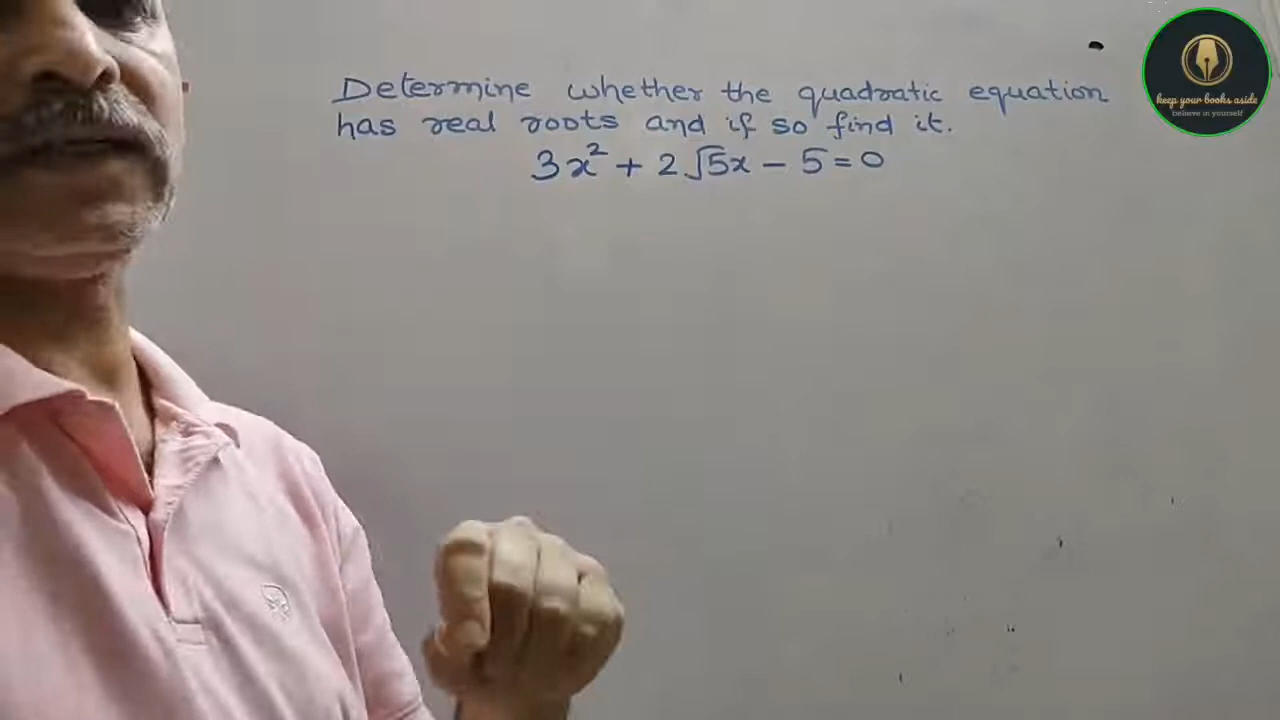 Determine whether the quadratic equation
has real roots and if so find it.
3x² + 2√5x − 5 = 0
keep your books aside
believe in yourself